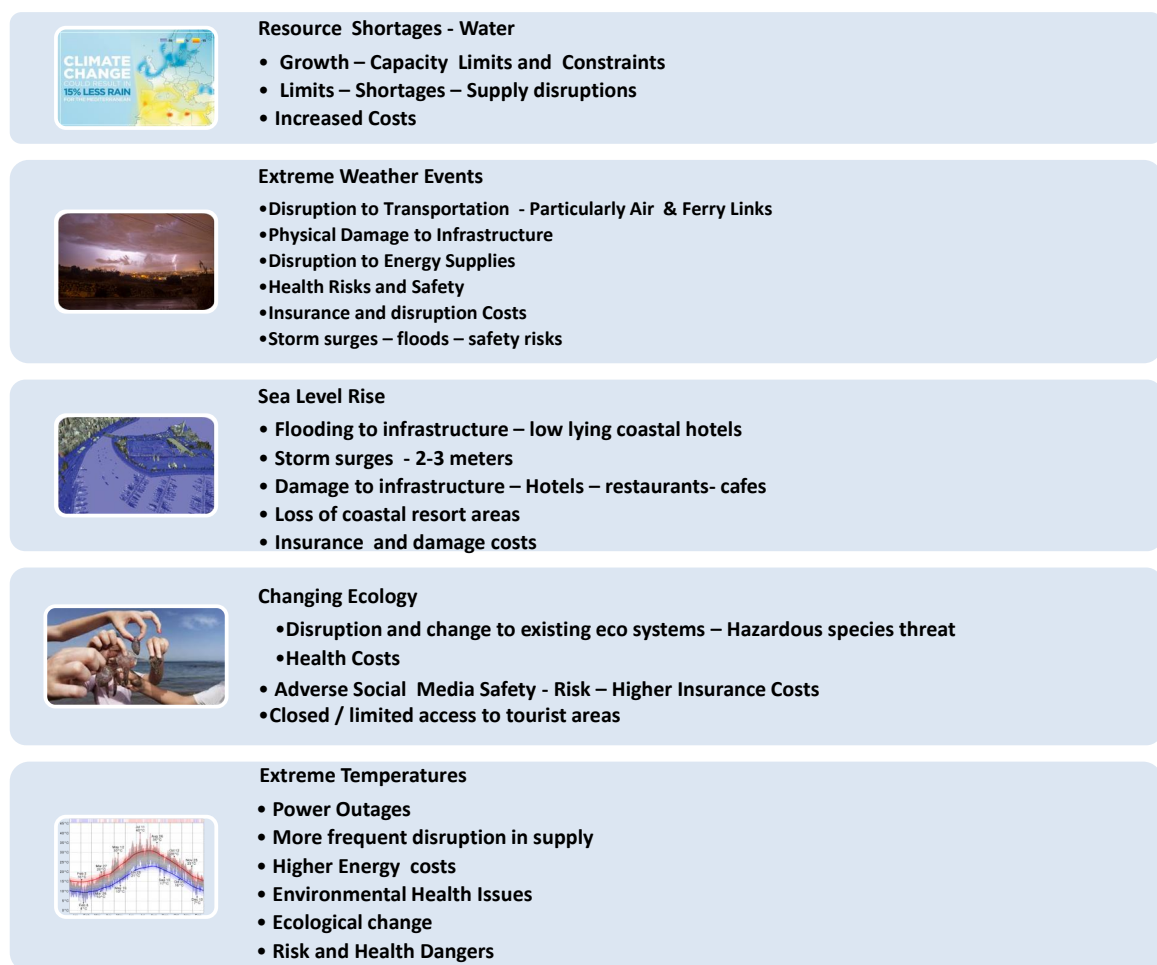 Resource Shortages - Water
• Growth – Capacity Limits and Constraints
• Limits – Shortages – Supply disruptions
• Increased Costs
CLIMATE
CHANGE
COULD RESULT IN
15% LESS RAIN
FOR THE MEDITERRANEAN
Extreme Weather Events
•Disruption to Transportation - Particularly Air & Ferry Links
•Physical Damage to Infrastructure
•Disruption to Energy Supplies
•Health Risks and Safety
•Insurance and disruption Costs
•Storm surges – floods – safety risks
Sea Level Rise
• Flooding to infrastructure – low lying coastal hotels
• Storm surges - 2-3 meters
• Damage to infrastructure – Hotels – restaurants- cafes
• Loss of coastal resort areas
• Insurance and damage costs
Changing Ecology
•Disruption and change to existing eco systems – Hazardous species threat
•Health Costs
• Adverse Social Media Safety - Risk – Higher Insurance Costs
•Closed / limited access to tourist areas
Extreme Temperatures
• Power Outages
• More frequent disruption in supply
• Higher Energy costs
• Environmental Health Issues
• Ecological change
• Risk and Health Dangers